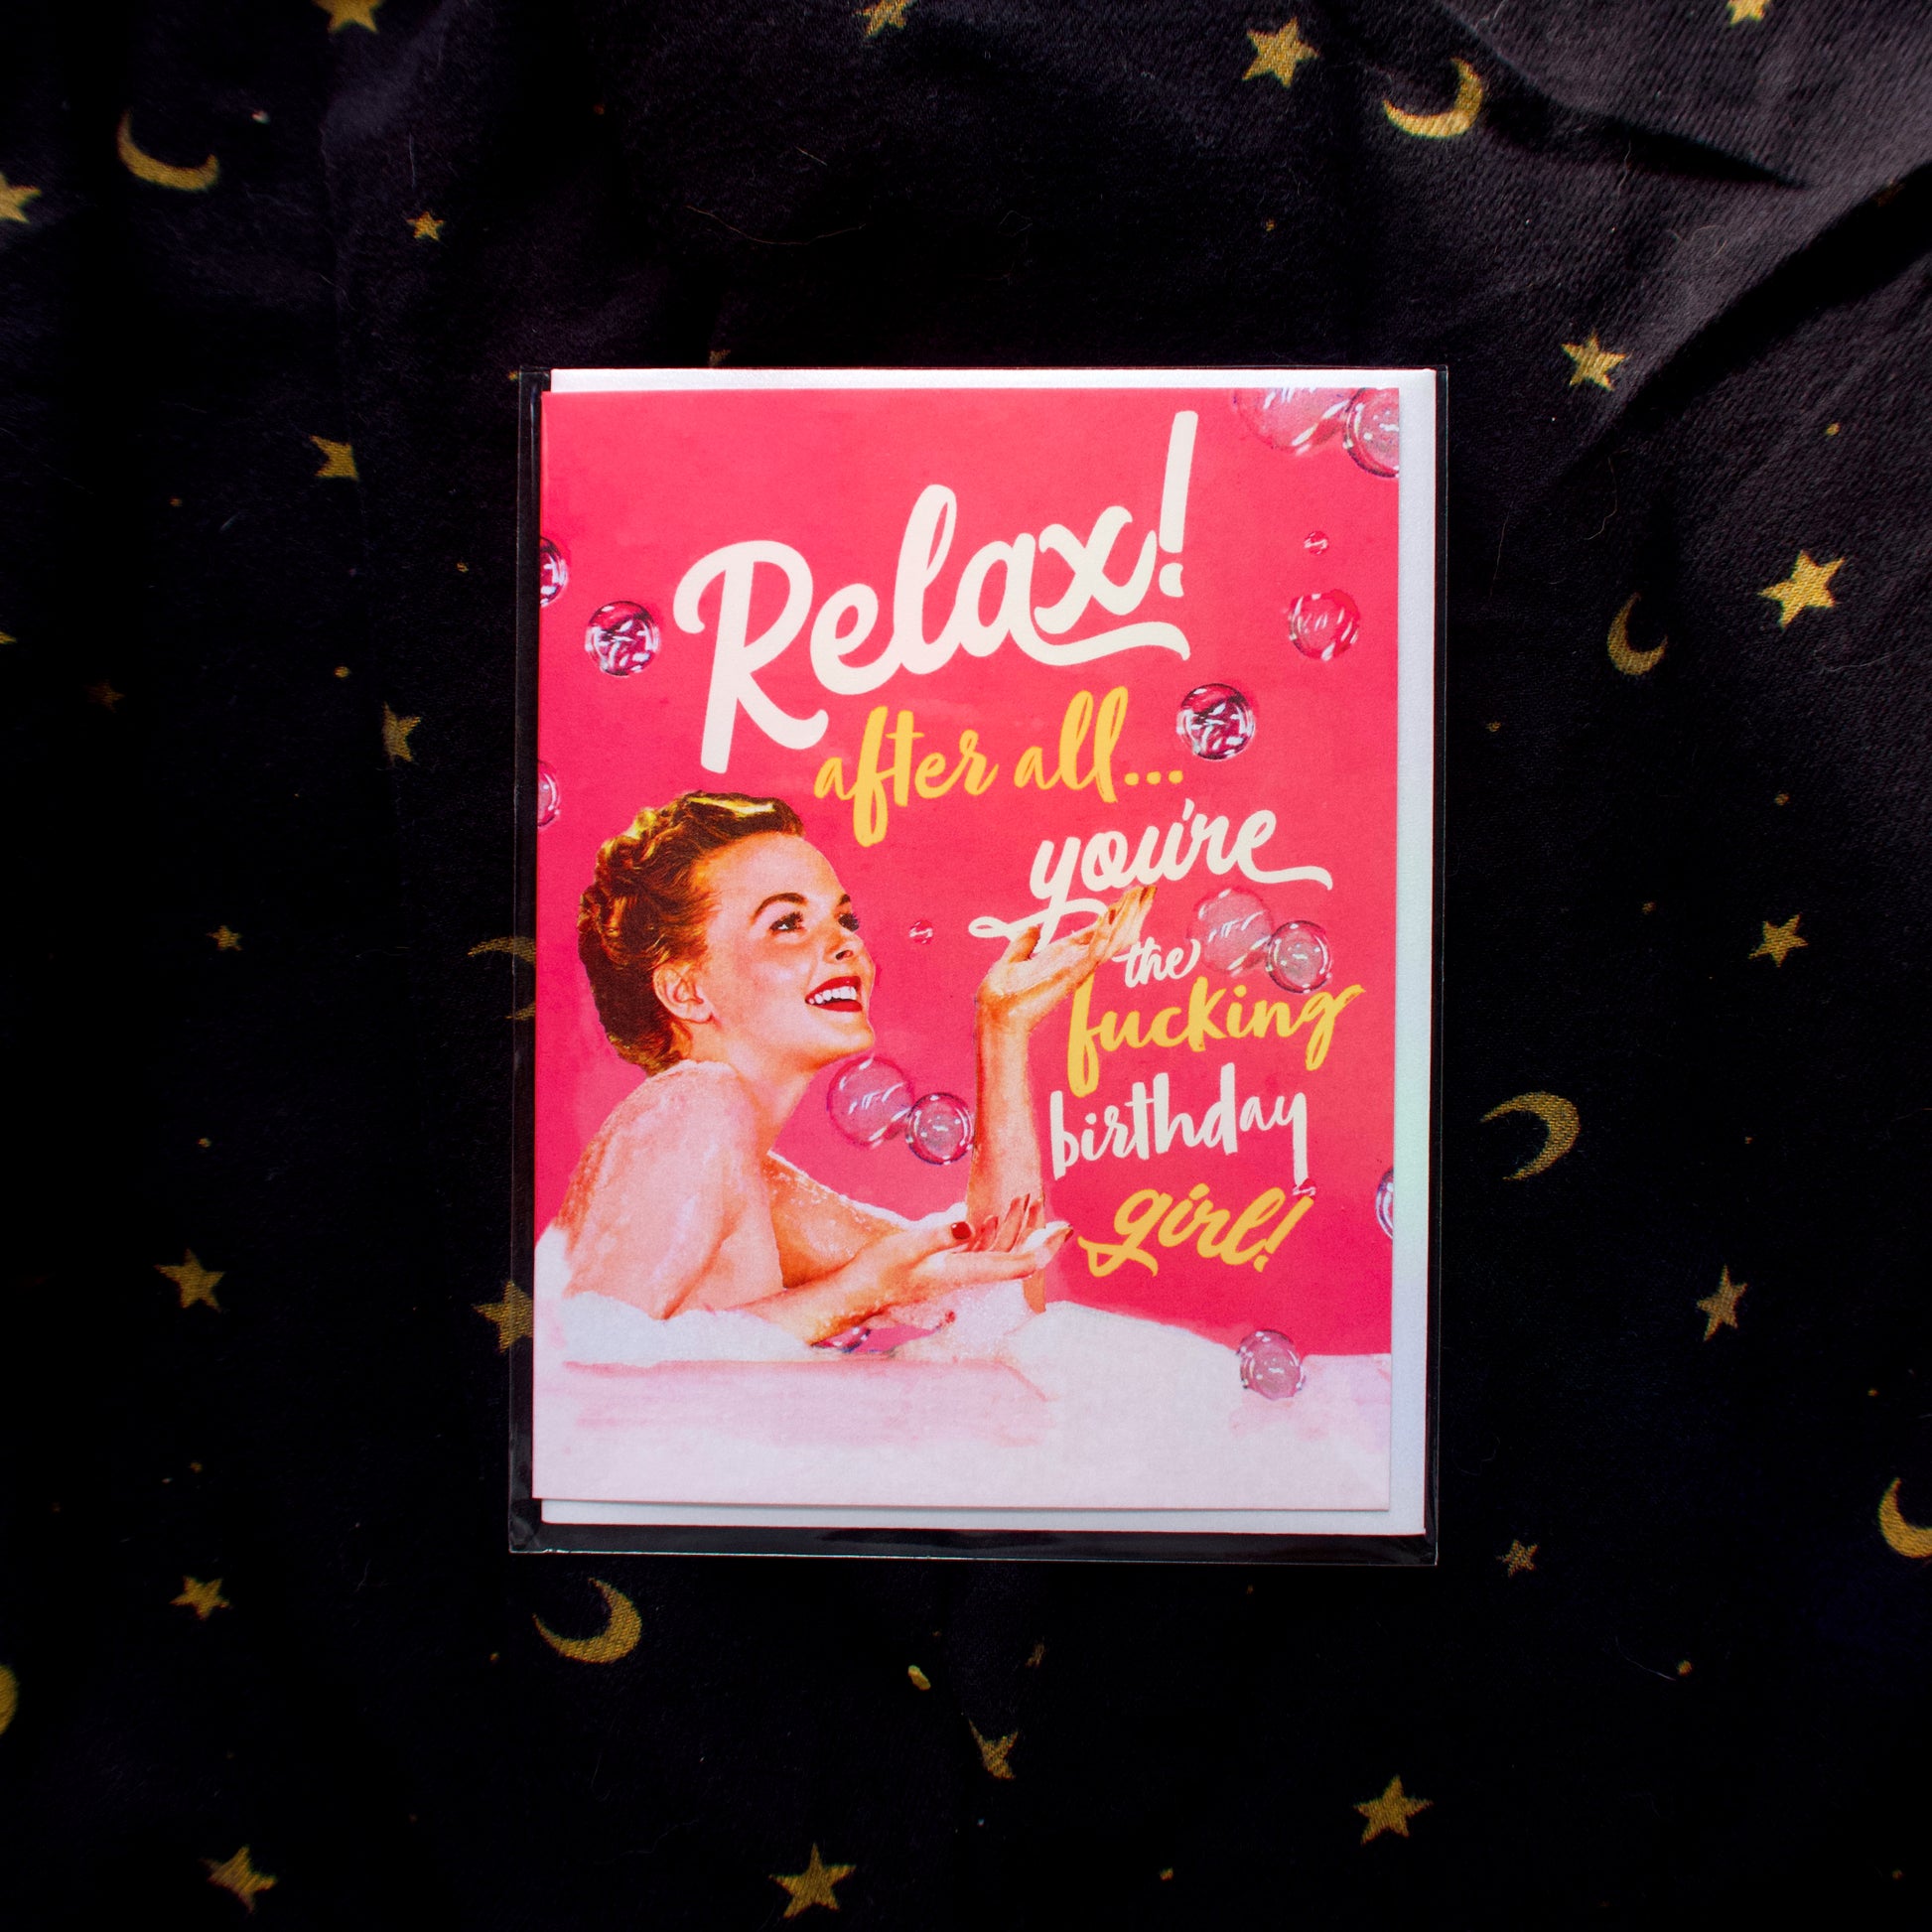 Relax!
after all...
you're
the
fucking
birthday
girl!